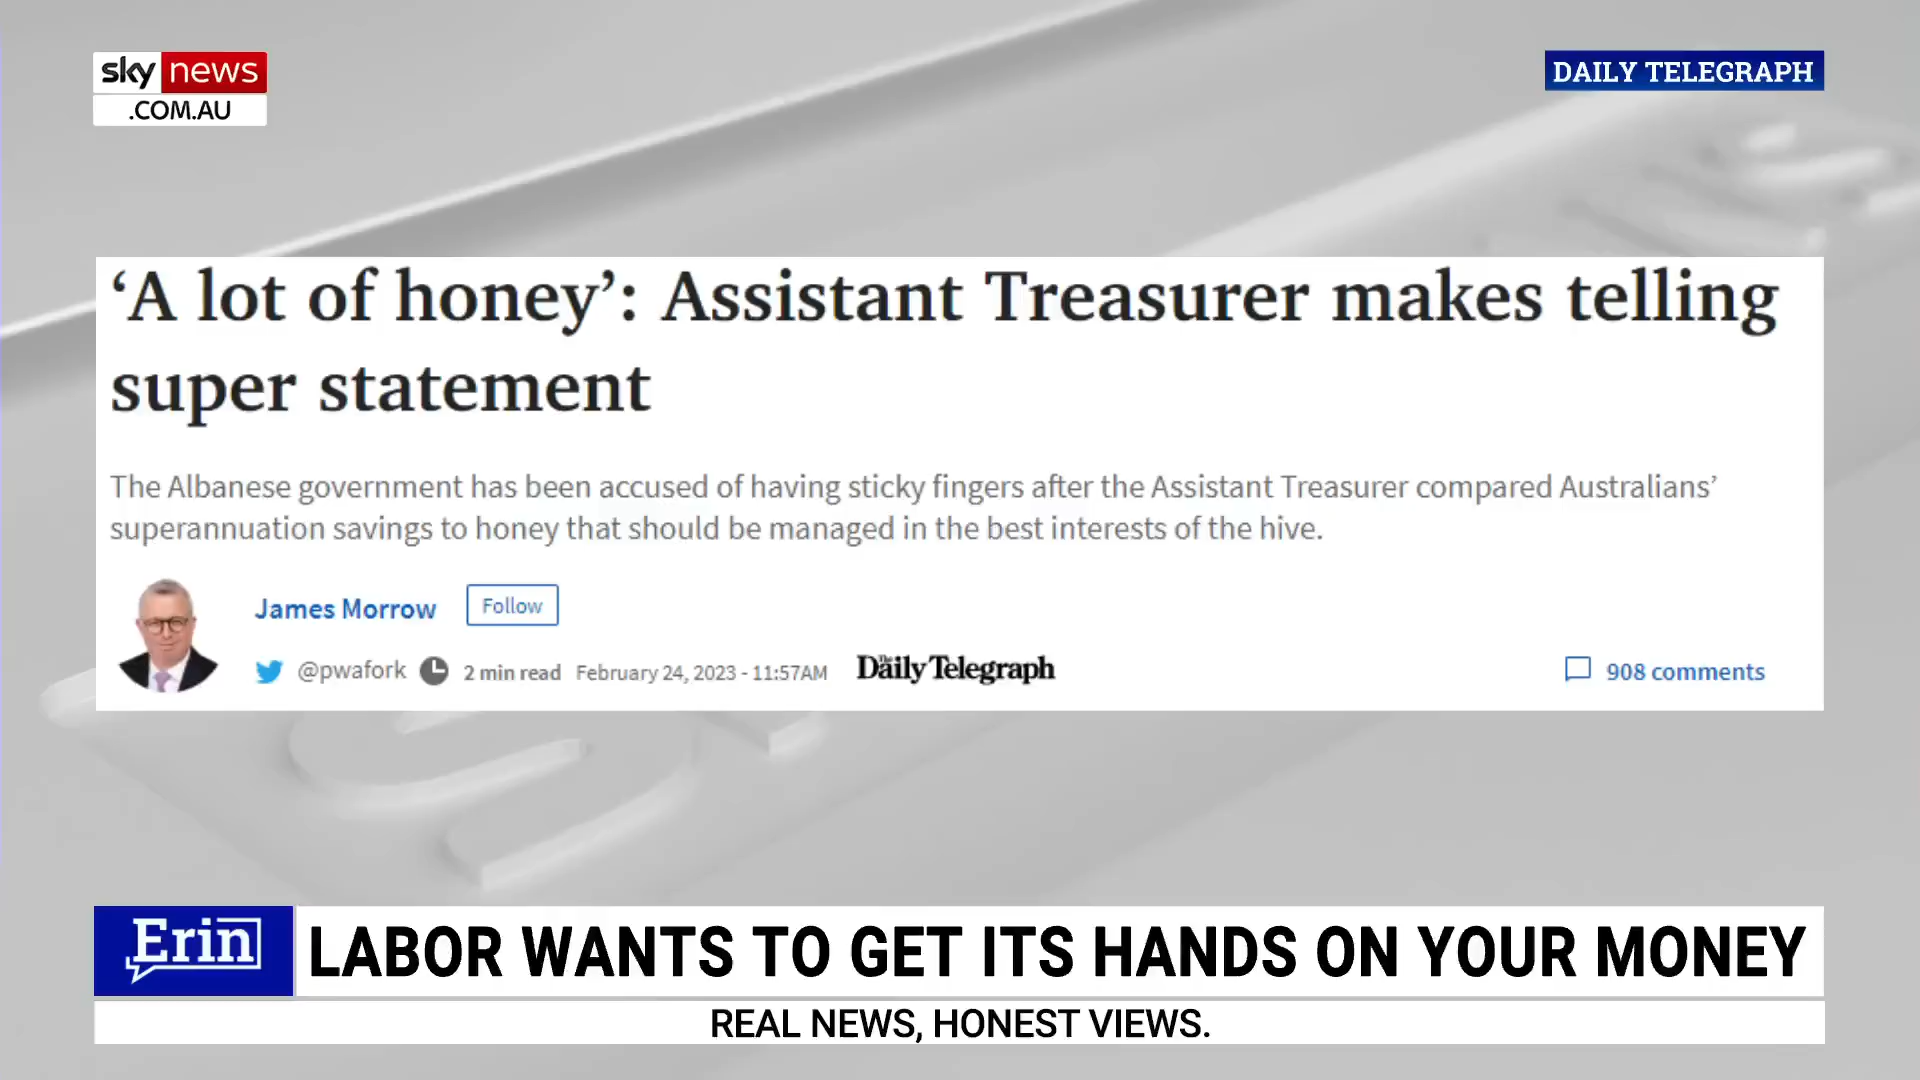 sky news
.COM.AU
DAILY TELEGRAPH
‘A lot of honey’: Assistant Treasurer makes telling
super statement
The Albanese government has been accused of having sticky fingers after the Assistant Treasurer compared Australians’
superannuation savings to honey that should be managed in the best interests of the hive.
James Morrow Follow
@pwafork 2 min read February 24, 2023 - 11:57AM The Daily Telegraph 908 comments
Erin LABOR WANTS TO GET ITS HANDS ON YOUR MONEY
REAL NEWS, HONEST VIEWS.